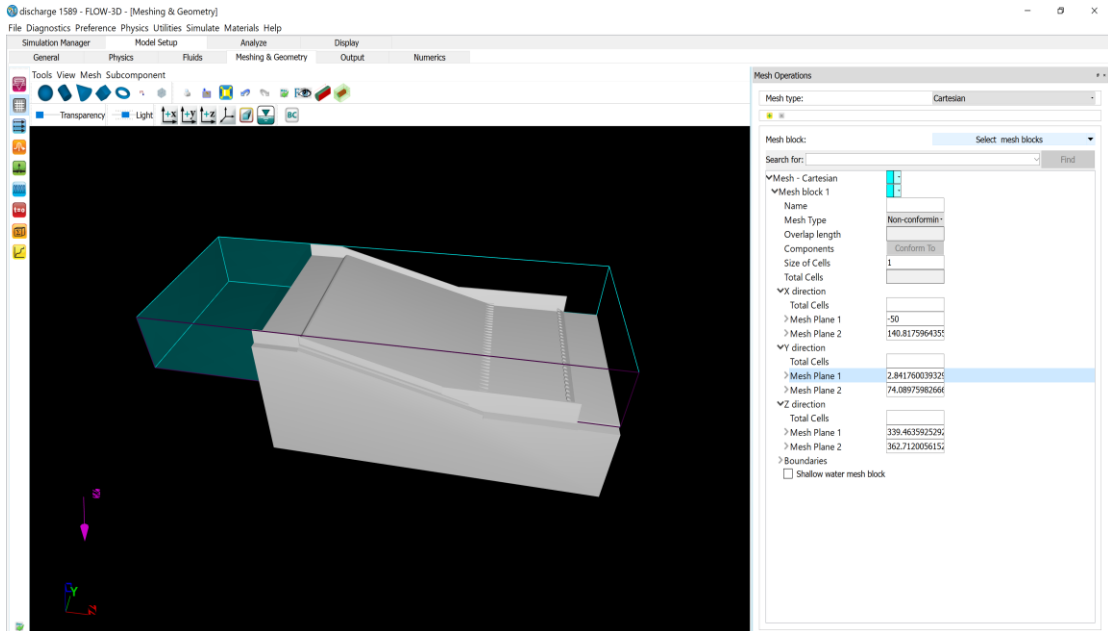 discharge 1589 - FLOW-3D - [Meshing & Geometry]
File Diagnostics Preference Physics Utilities Simulate Materials Help
Simulation Manager Model Setup Analyze Display
General Physics Fluids Meshing & Geometry Output Numerics
Tools View Mesh Subcomponent
Transparency Light +x +y +z BC
t=0
Y
Mesh Operations
Mesh type: Cartesian
Mesh block: Select mesh blocks
Search for: Find
Mesh - Cartesian
Mesh block 1
Name
Mesh Type Non-conformin
Overlap length
Components Conform To
Size of Cells 1
Total Cells
X direction
Total Cells
Mesh Plane 1 -50
Mesh Plane 2 140.8175964355
Y direction
Total Cells
Mesh Plane 1 2.841760039329
Mesh Plane 2 74.08975982666
Z direction
Total Cells
Mesh Plane 1 339.4635925292
Mesh Plane 2 362.7120056152
Boundaries
Shallow water mesh block